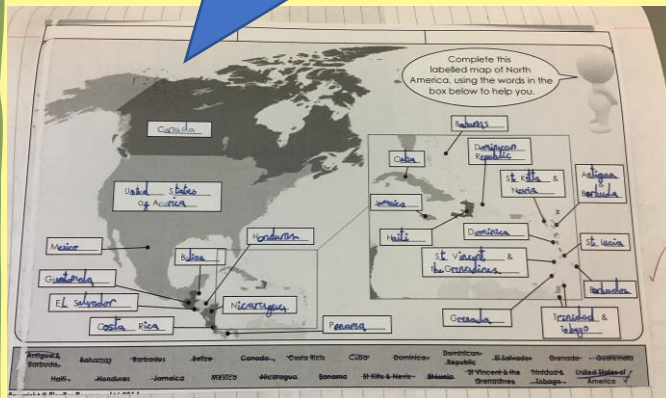 Complete this
labelled map of North
America, using the words in the
box below to help you.
Canada
United States
of America
Mexico
Guatemala
El Salvador
Costa Rica
Belize
Honduras
Nicaragua
Panama
Bahamas
Cuba
Dominican
Republic
St Kitts &
Nevis
Antigua
&
Barbuda
Jamaica
Haiti
Dominica
St. Lucia
St. Vincent &
the Grenadines
Barbados
Grenada
Trinidad &
Tobago
Antigua & Barbuda Bahamas Barbados Belize Canada Costa Rica Cuba Dominica Dominican Republic El Salvador Grenada Guatemala
Haiti Honduras Jamaica Mexico Nicaragua Panama St Kitts & Nevis St Lucia St Vincent & the Grenadines Trinidad & Tobago United States of America